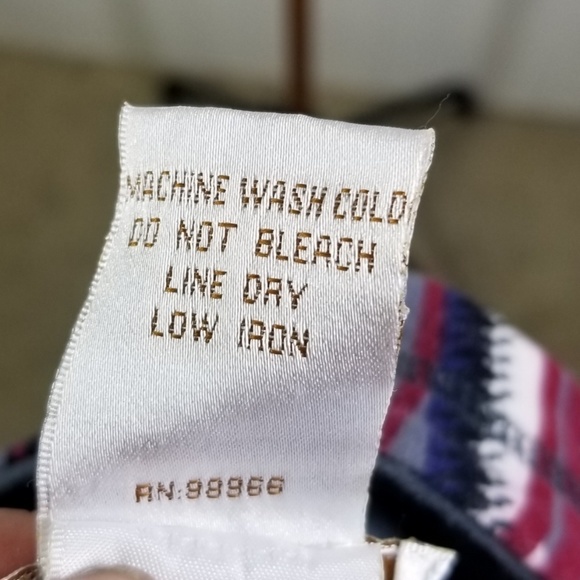 MACHINE WASH COLD
DO NOT BLEACH
LINE DRY
LOW IRON
RN:98966